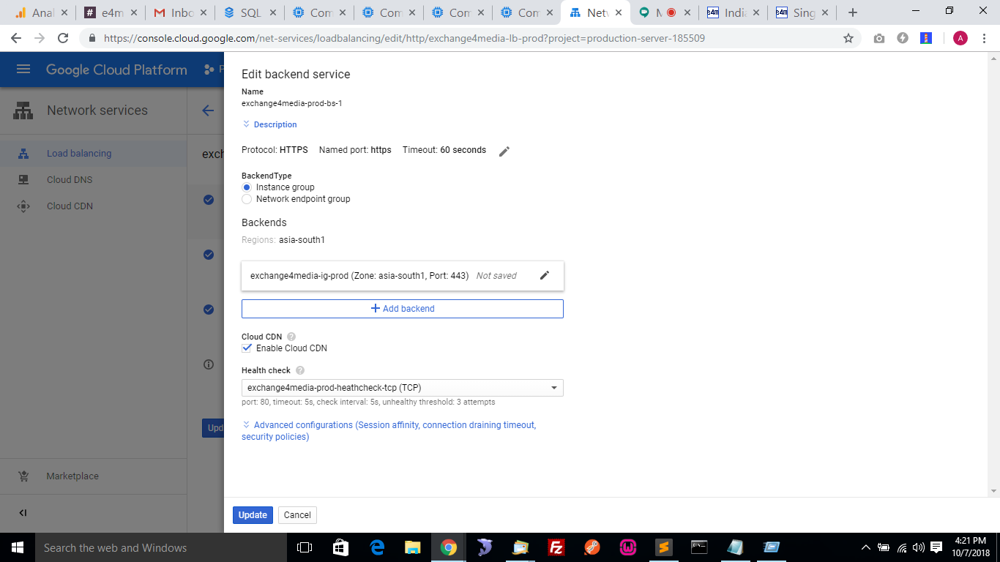 Anal
e4m
Inbo
SQL
Com
Com
Com
Com
Netw
M
India
Sing
https://console.cloud.google.com/net-services/loadbalancing/edit/http/exchange4media-lb-prod?project=production-server-185509
A
Google Cloud Platform
P
Network services
Load balancing
Cloud DNS
Cloud CDN
exch
Upd
Marketplace
Edit backend service
Name
exchange4media-prod-bs-1
Description
Protocol: HTTPS Named port: https Timeout: 60 seconds
BackendType
Instance group
Network endpoint group
Backends
Regions: asia-south1
exchange4media-ig-prod (Zone: asia-south1, Port: 443) Not saved
Add backend
Cloud CDN
Enable Cloud CDN
Health check
exchange4media-prod-heathcheck-tcp (TCP)
port: 80, timeout: 5s, check interval: 5s, unhealthy threshold: 3 attempts
Advanced configurations (Session affinity, connection draining timeout,
security policies)
Update Cancel
Search the web and Windows
4:21 PM
10/7/2018